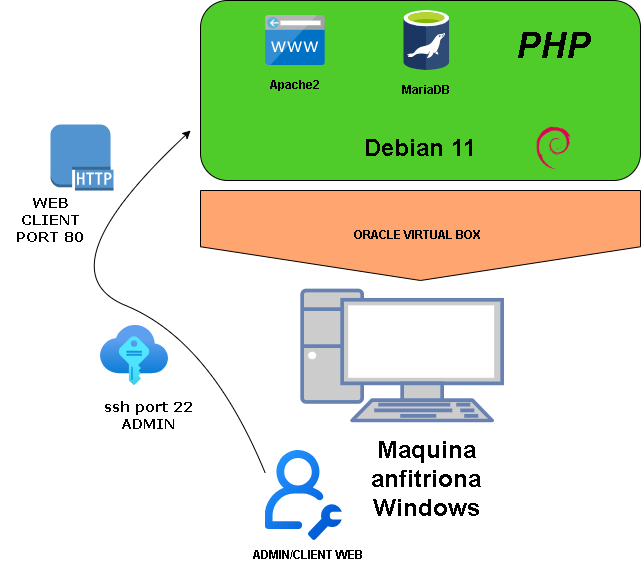 WWW
Apache2
MariaDB
PHP
Debian 11
HTTP
WEB
CLIENT
PORT 80
ORACLE VIRTUAL BOX
ssh port 22
ADMIN
Maquina
anfitriona
Windows
ADMIN/CLIENT WEB